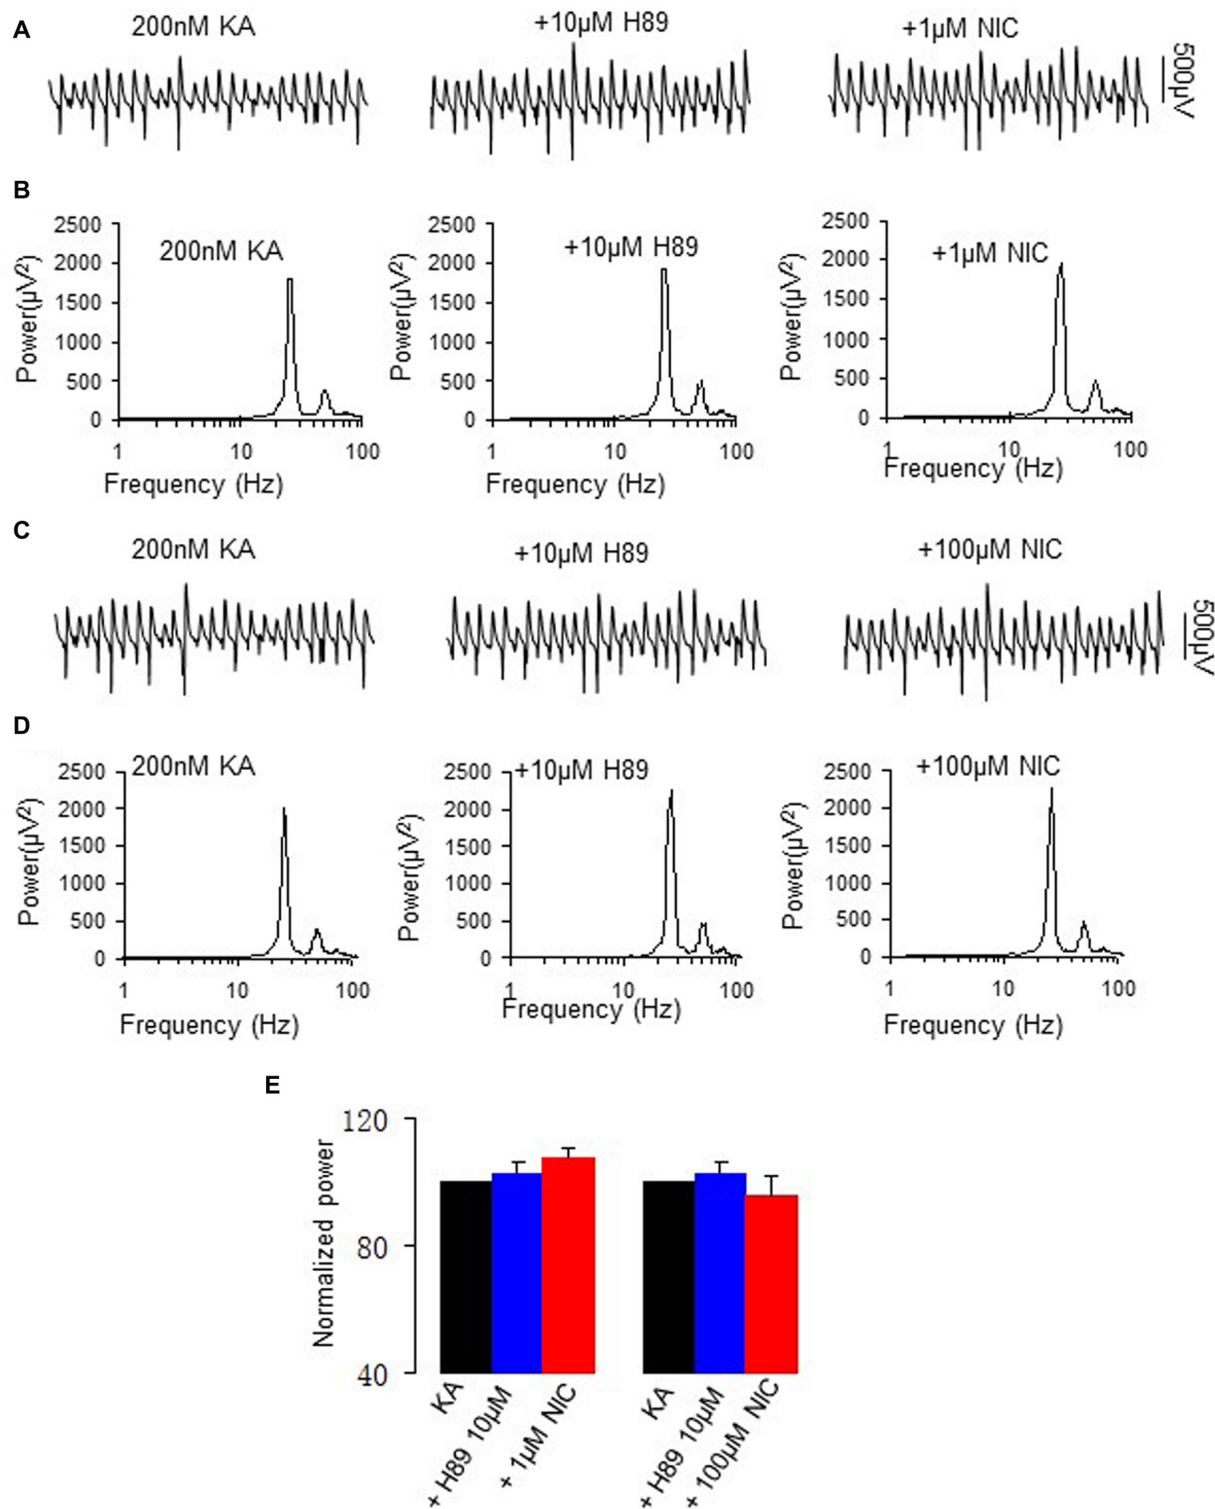 A
200nM KA
+10µM H89
+1µM NIC
500µV
B
2500
2000
1500
1000
500
0
Power(µV²)
200nM KA
1
10
100
Frequency (Hz)
2500
2000
1500
1000
500
0
Power(µV²)
+10µM H89
1
10
100
Frequency (Hz)
2500
2000
1500
1000
500
0
Power(µV²)
+1µM NIC
1
10
100
Frequency (Hz)
C
200nM KA
+10µM H89
+100µM NIC
500µV
D
2500
2000
1500
1000
500
0
Power(µV²)
200nM KA
1
10
100
Frequency (Hz)
2500
2000
1500
1000
500
0
Power(µV²)
+10µM H89
1
10
100
Frequency (Hz)
2500
2000
1500
1000
500
0
Power(µV²)
+100µM NIC
1
10
100
Frequency (Hz)
E
120
80
40
Normalized power
KA
+ H89 10µM
+ 1µM NIC
KA
+ H89 10µM
+ 100µM NIC